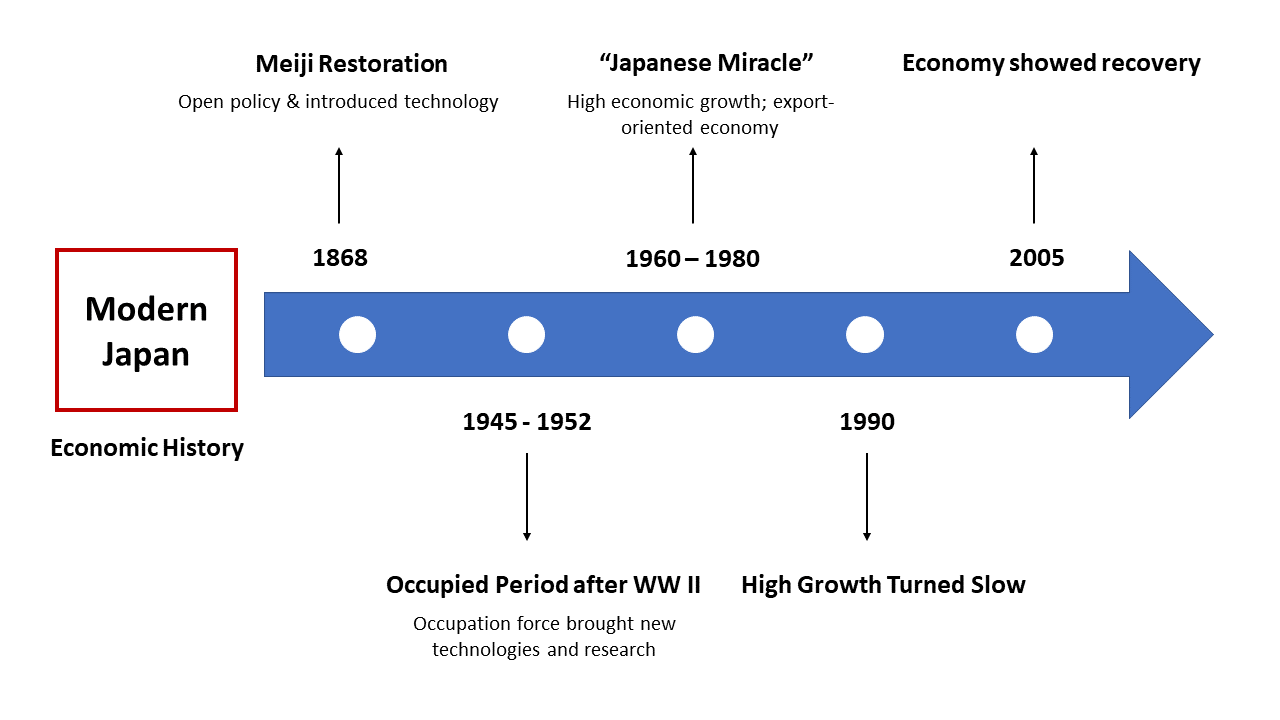 Meiji Restoration
Open policy & introduced technology
“Japanese Miracle”
High economic growth; export-
oriented economy
Economy showed recovery
1868
1960 – 1980
2005
Modern
Japan
Economic History
1945 - 1952
1990
Occupied Period after WW II
Occupation force brought new
technologies and research
High Growth Turned Slow